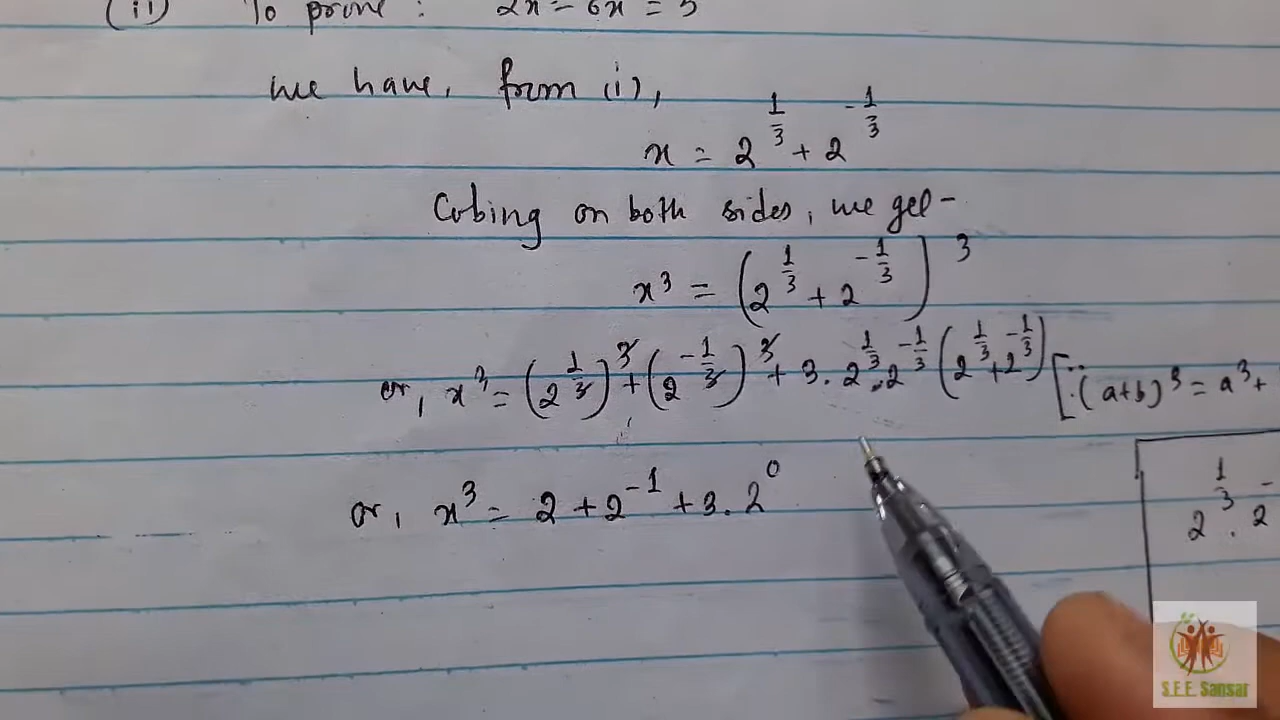 (ii) To prove : 2x³ - 6x = 5
we have, from (i),
x = 2^(1/3) + 2^(-1/3)
Cubing on both sides, we get-
x³ = (2^(1/3) + 2^(-1/3))³
or, x³ = (2^(1/3))³ + (2^(-1/3))³ + 3. 2^(1/3) . 2^(-1/3) (2^(1/3) + 2^(-1/3)) [∵ (a+b)³ = a³ +
or, x³ = 2 + 2^(-1) + 3. 2^0
2^(1/3) . 2^-
S.E.E. Sansar